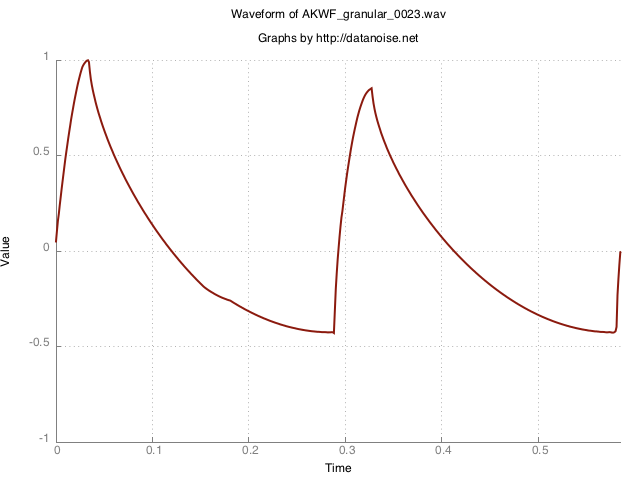 Waveform of AKWF_granular_0023.wav
Graphs by http://datanoise.net
1
0.5
0
-0.5
-1
Value
0 0.1 0.2 0.3 0.4 0.5
Time